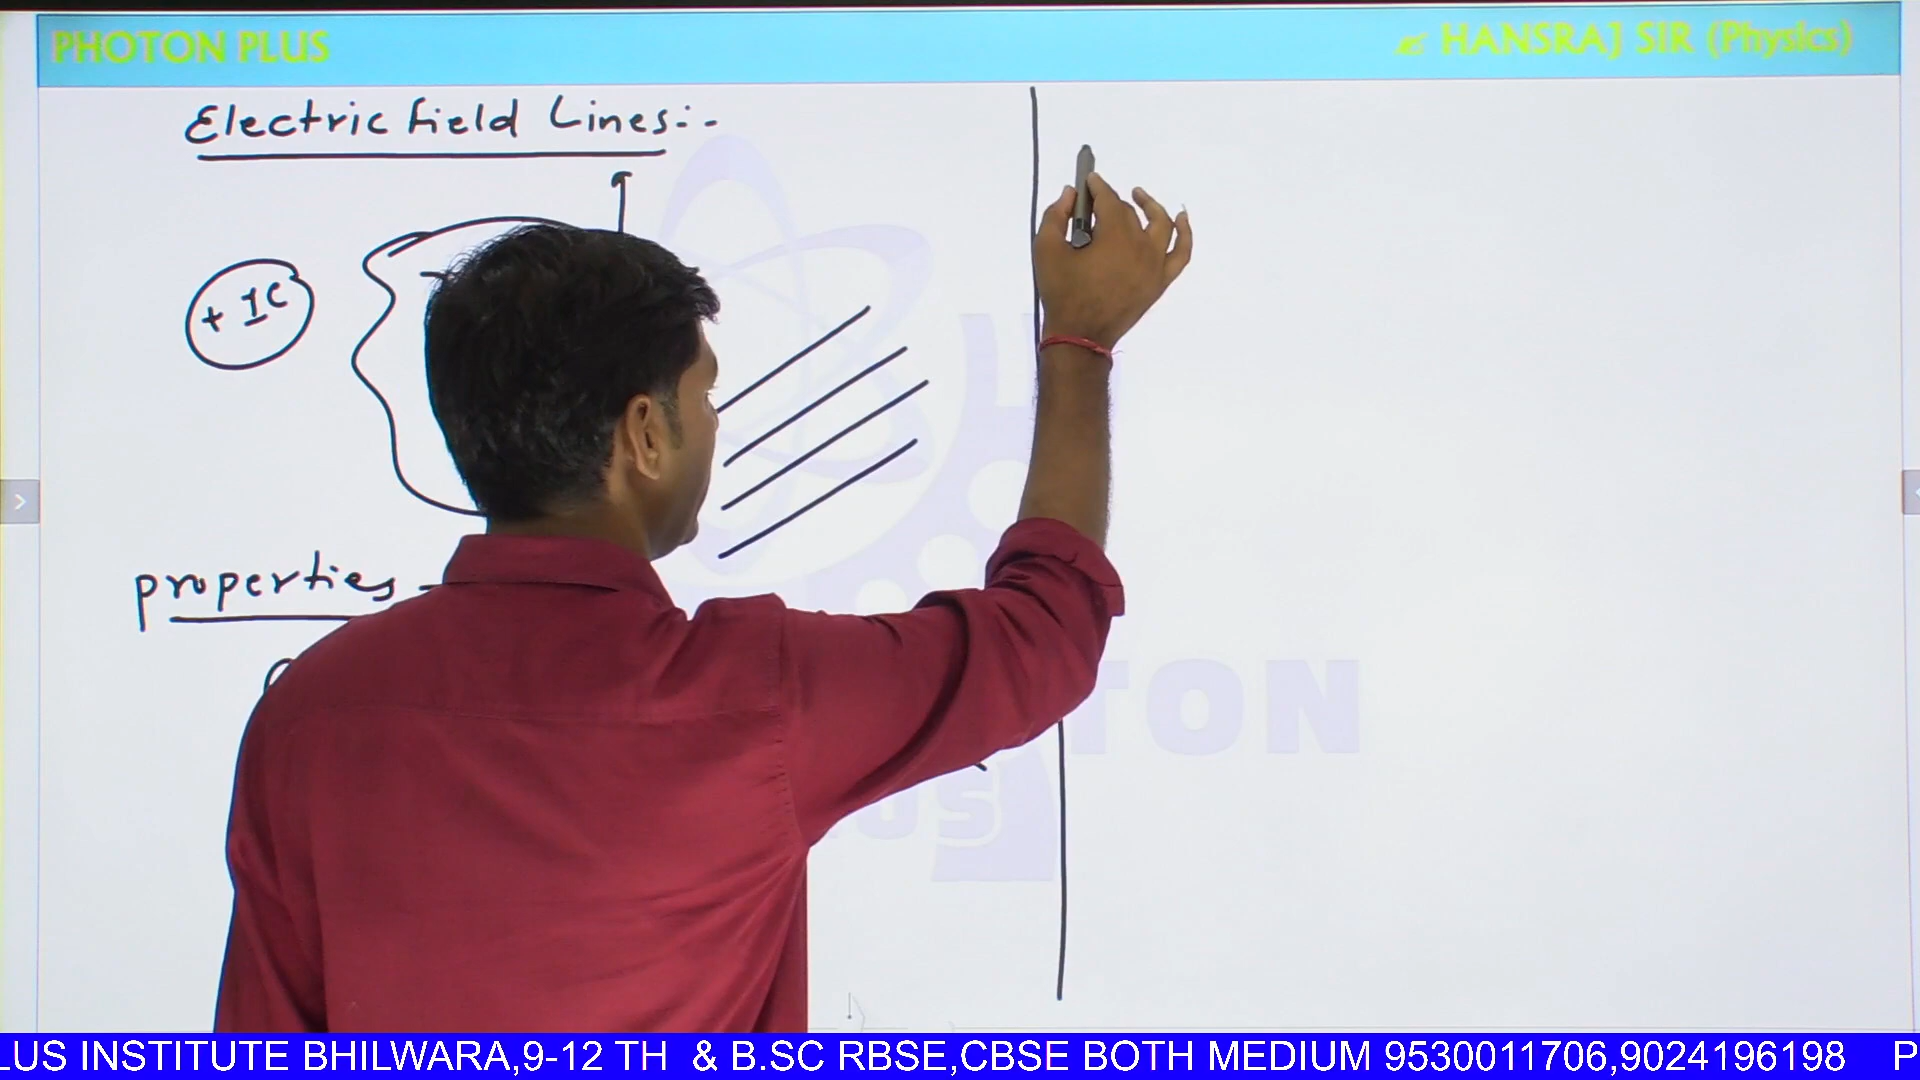 PHOTON PLUS
HANSRAJ SIR (Physics)
Electric field Lines:-
+ 1C
properties
TON
LUS INSTITUTE BHILWARA,9-12 TH & B.SC RBSE,CBSE BOTH MEDIUM 9530011706,9024196198 P